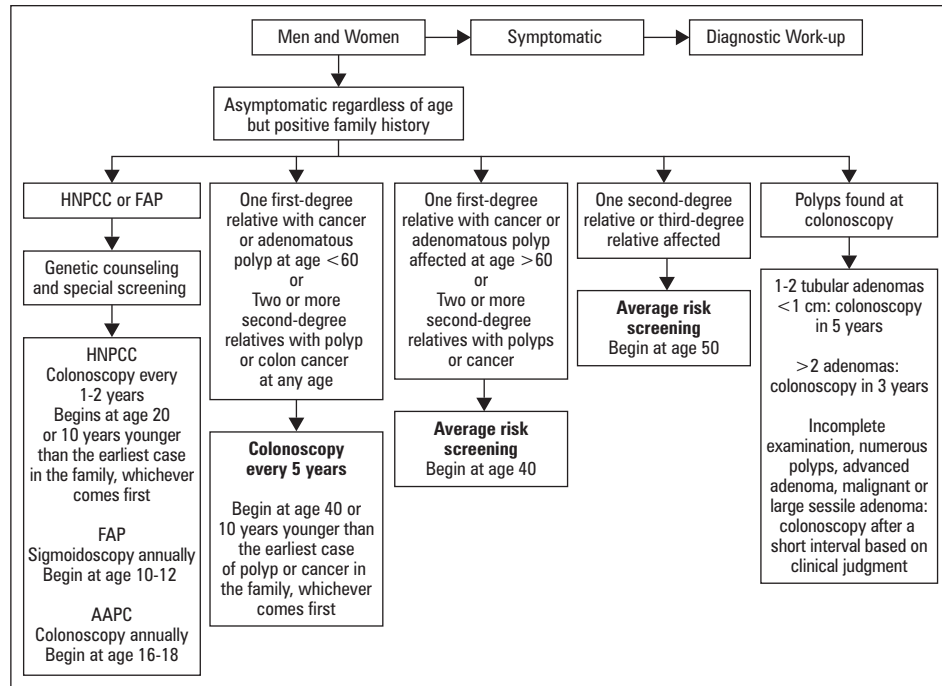 Men and Women
Symptomatic
Diagnostic Work-up
Asymptomatic regardless of age
but positive family history
HNPCC or FAP
Genetic counseling
and special screening
HNPCC
Colonoscopy every
1-2 years
Begins at age 20
or 10 years younger
than the earliest case
in the family, whichever
comes first
FAP
Sigmoidoscopy annually
Begin at age 10-12
AAPC
Colonoscopy annually
Begin at age 16-18
One first-degree
relative with cancer
or adenomatous
polyp at age <60
or
Two or more
second-degree
relatives with polyp
or colon cancer
at any age
Colonoscopy
every 5 years
Begin at age 40 or
10 years younger than
the earliest case
of polyp or cancer in
the family, whichever
comes first
One first-degree
relative with cancer or
adenomatous polyp
affected at age >60
or
Two or more
second-degree
relatives with polyps
or cancer
Average risk
screening
Begin at age 40
One second-degree
relative or third-degree
relative affected
Average risk
screening
Begin at age 50
Polyps found at
colonoscopy
1-2 tubular adenomas
<1 cm: colonoscopy
in 5 years
>2 adenomas:
colonoscopy in 3 years
Incomplete
examination, numerous
polyps, advanced
adenoma, malignant or
large sessile adenoma:
colonoscopy after a
short interval based on
clinical judgment